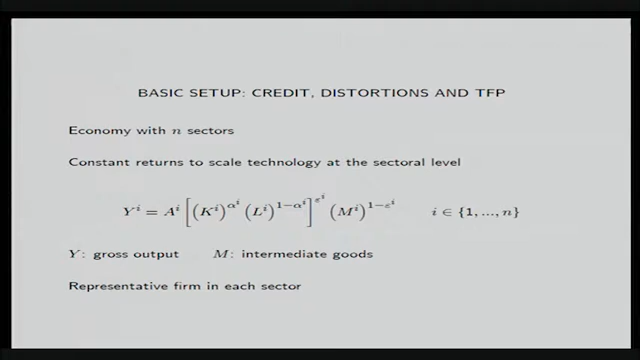 BASIC SETUP: CREDIT, DISTORTIONS AND TFP
Economy with n sectors
Constant returns to scale technology at the sectoral level
Y^i = A^i [(K^i)^{α^i} (L^i)^{1−α^i}]^{ε^i} (M^i)^{1−ε^i} i ∈ {1, ..., n}
Y: gross output M: intermediate goods
Representative firm in each sector